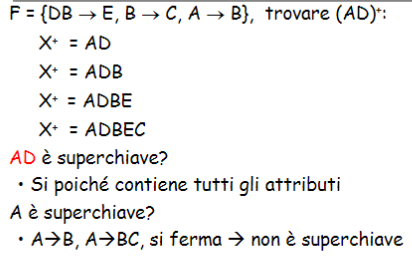 F = {DB → E, B → C, A → B}, trovare (AD)⁺:
X⁺ = AD
X⁺ = ADB
X⁺ = ADBE
X⁺ = ADBEC
AD è superchiave?
• Si poiché contiene tutti gli attributi
A è superchiave?
• A→B, A→BC, si ferma → non è superchiave